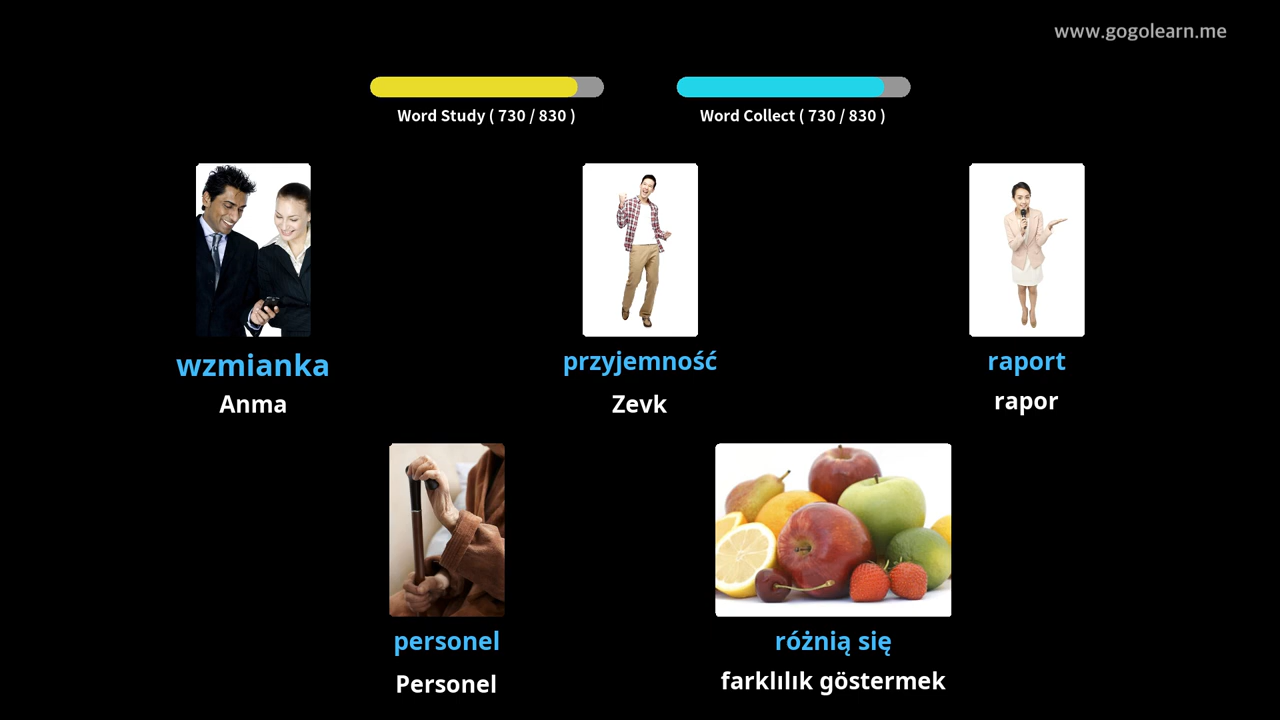 www.gogolearn.me
Word Study ( 730 / 830 )
Word Collect ( 730 / 830 )
wzmianka
Anma
przyjemność
Zevk
raport
rapor
personel
Personel
różnią się
farklılık göstermek